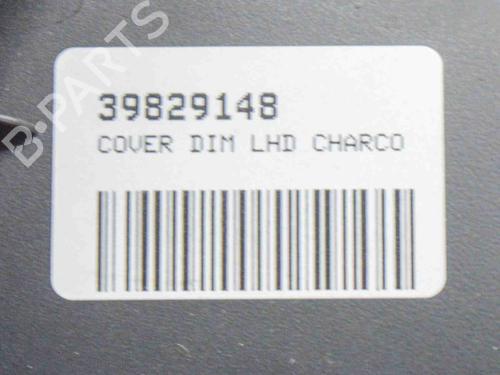 B-PARTS
39829148
COVER DIM LHD CHARCO